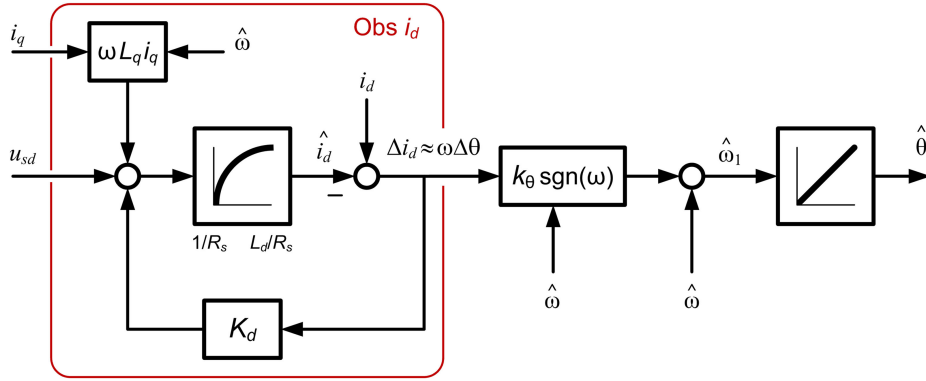 Obs i_d
i_q
ωL_q i_q
ω̂
i_d
u_sd
î_d
Δi_d≈ωΔθ
ω̂_1
θ̂
−
k_θ sgn(ω)
1/R_s
L_d/R_s
ω̂
ω̂
K_d